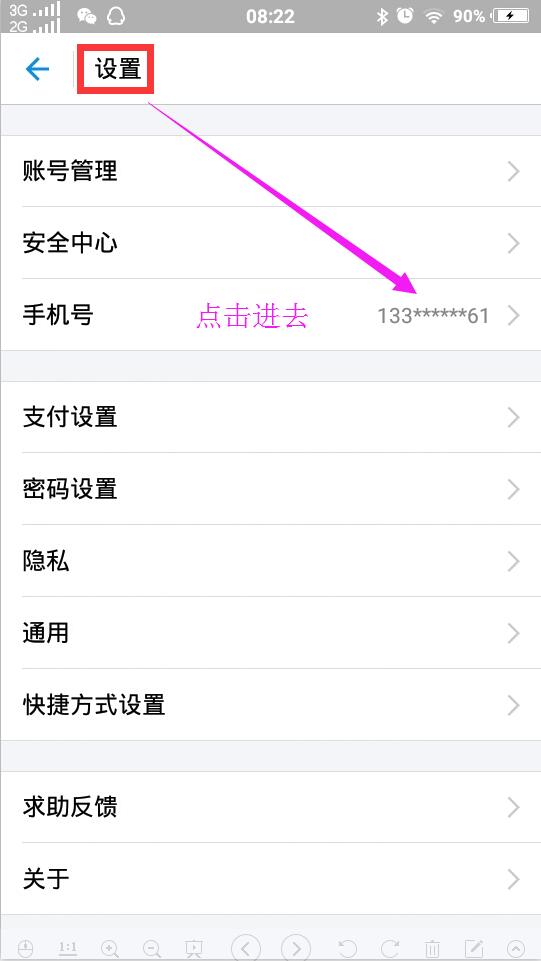 3G
2G
08:22
90%
设置
账号管理
安全中心
手机号 点击进去 133******61
支付设置
密码设置
隐私
通用
快捷方式设置
求助反馈
关于
1:1